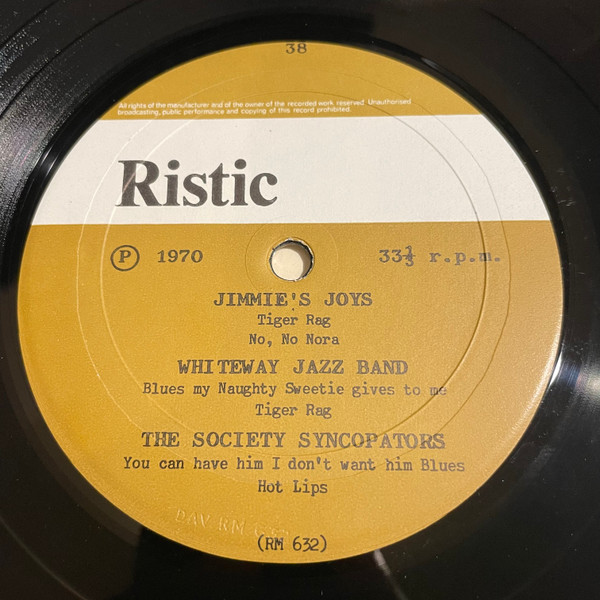 38
All rights of the manufacturer and of the owner of the recorded work reserved. Unauthorised
broadcasting, public performance and copying of this record prohibited.
Ristic
Ⓟ 1970 33⅓ r.p.m.
JIMMIE'S JOYS
Tiger Rag
No, No Nora
WHITEWAY JAZZ BAND
Blues my Naughty Sweetie gives to me
Tiger Rag
THE SOCIETY SYNCOPATORS
You can have him I don't want him Blues
Hot Lips
DAV RM
(RM 632)